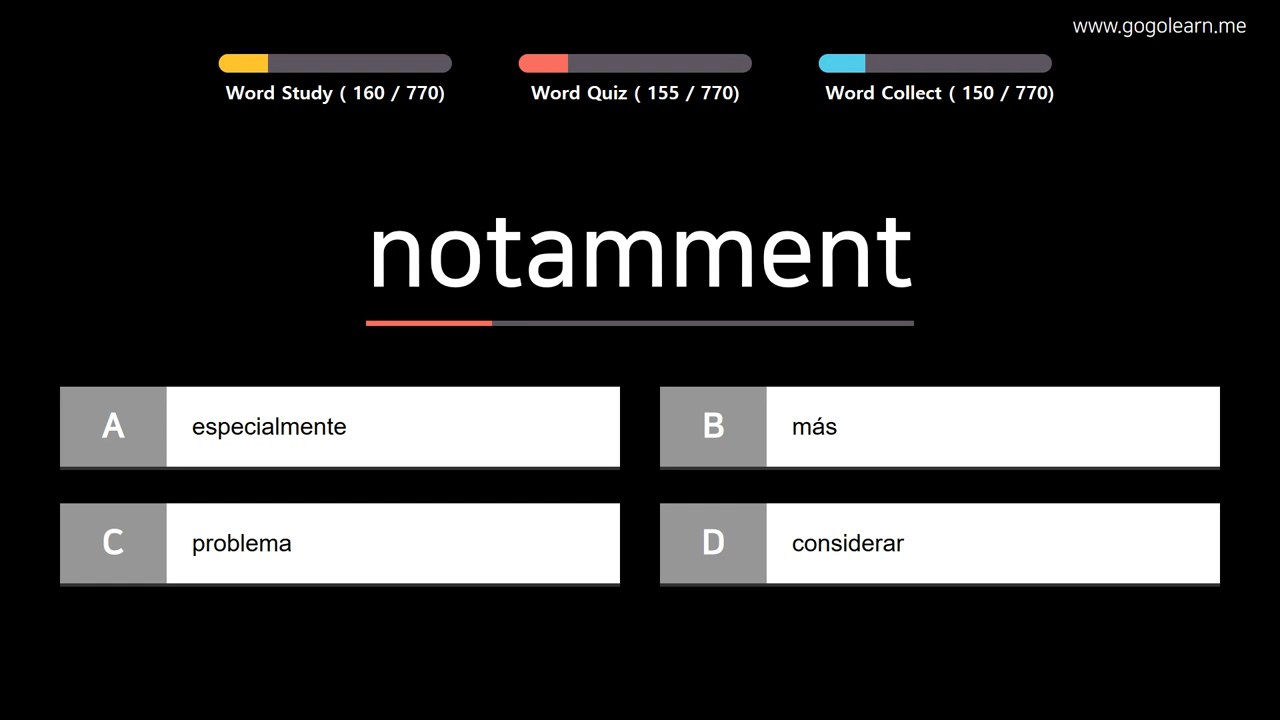 www.gogolearn.me
Word Study ( 160 / 770)
Word Quiz ( 155 / 770)
Word Collect ( 150 / 770)
notamment
A
especialmente
B
más
C
problema
D
considerar